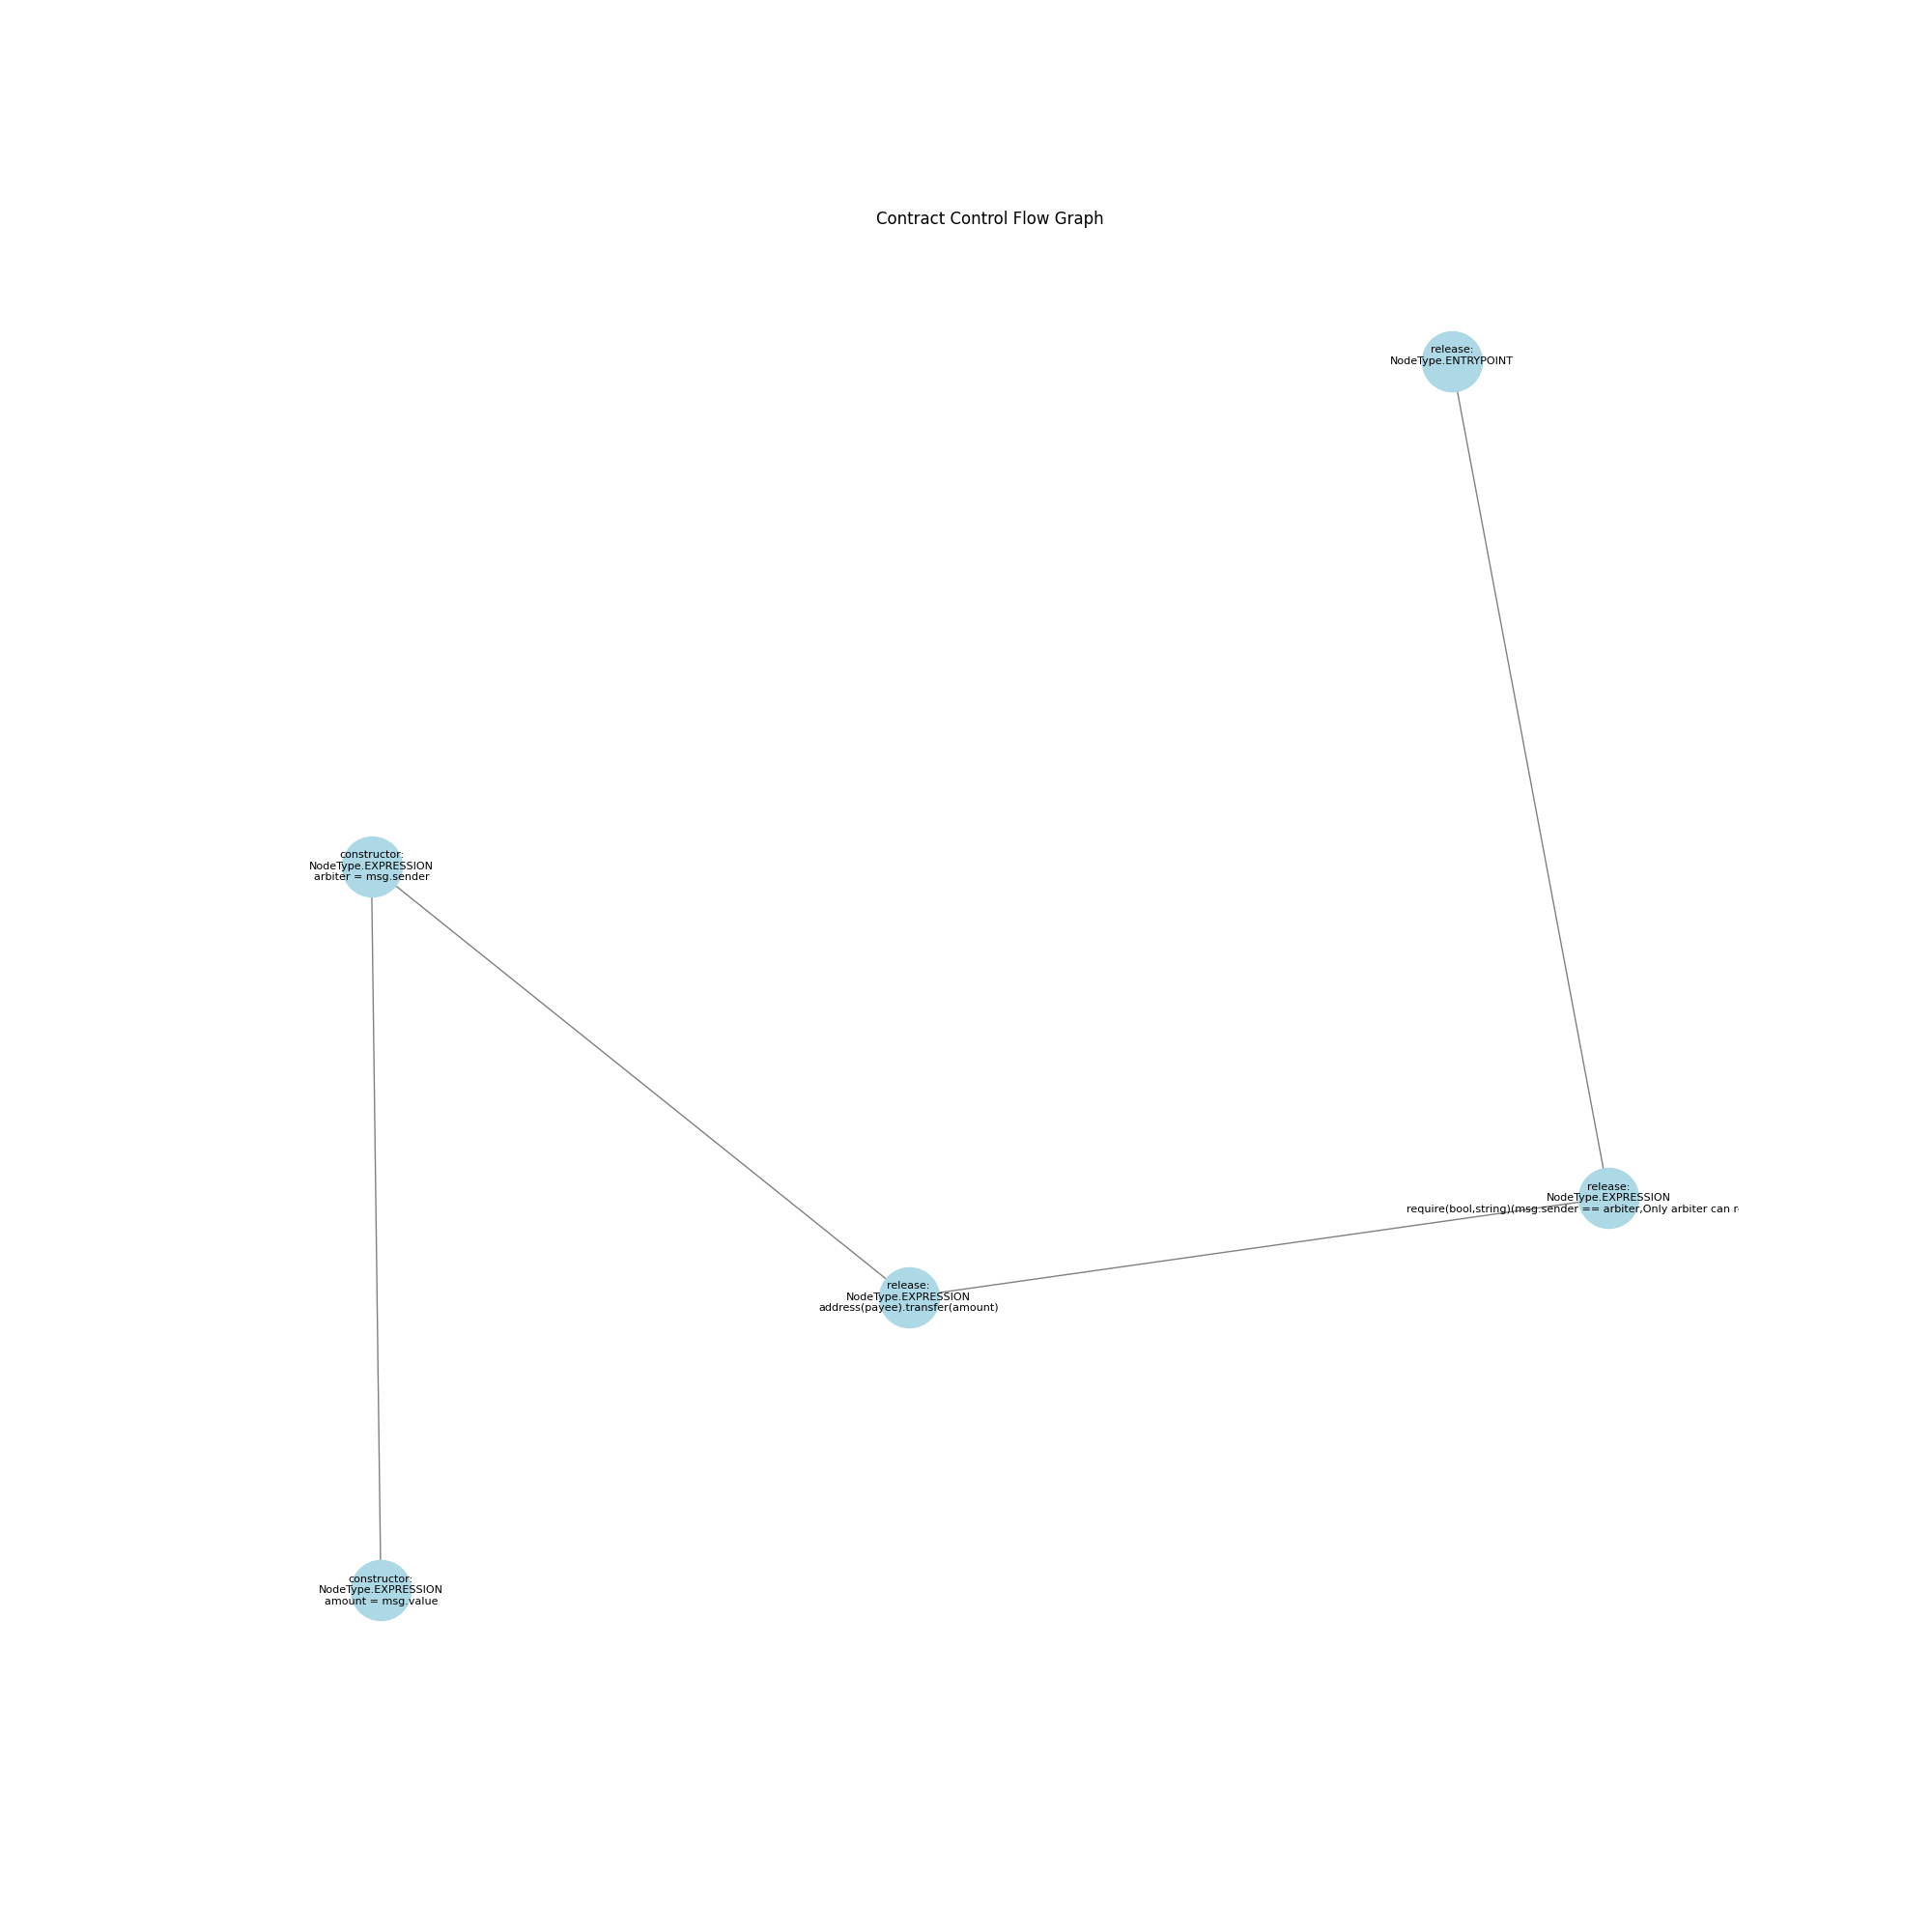 Contract Control Flow Graph
release:
NodeType.ENTRYPOINT
constructor:
NodeType.EXPRESSION
arbiter = msg.sender
release:
NodeType.EXPRESSION
require(bool,string)(msg.sender == arbiter,Only arbiter can
release:
NodeType.EXPRESSION
address(payee).transfer(amount)
constructor:
NodeType.EXPRESSION
amount = msg.value